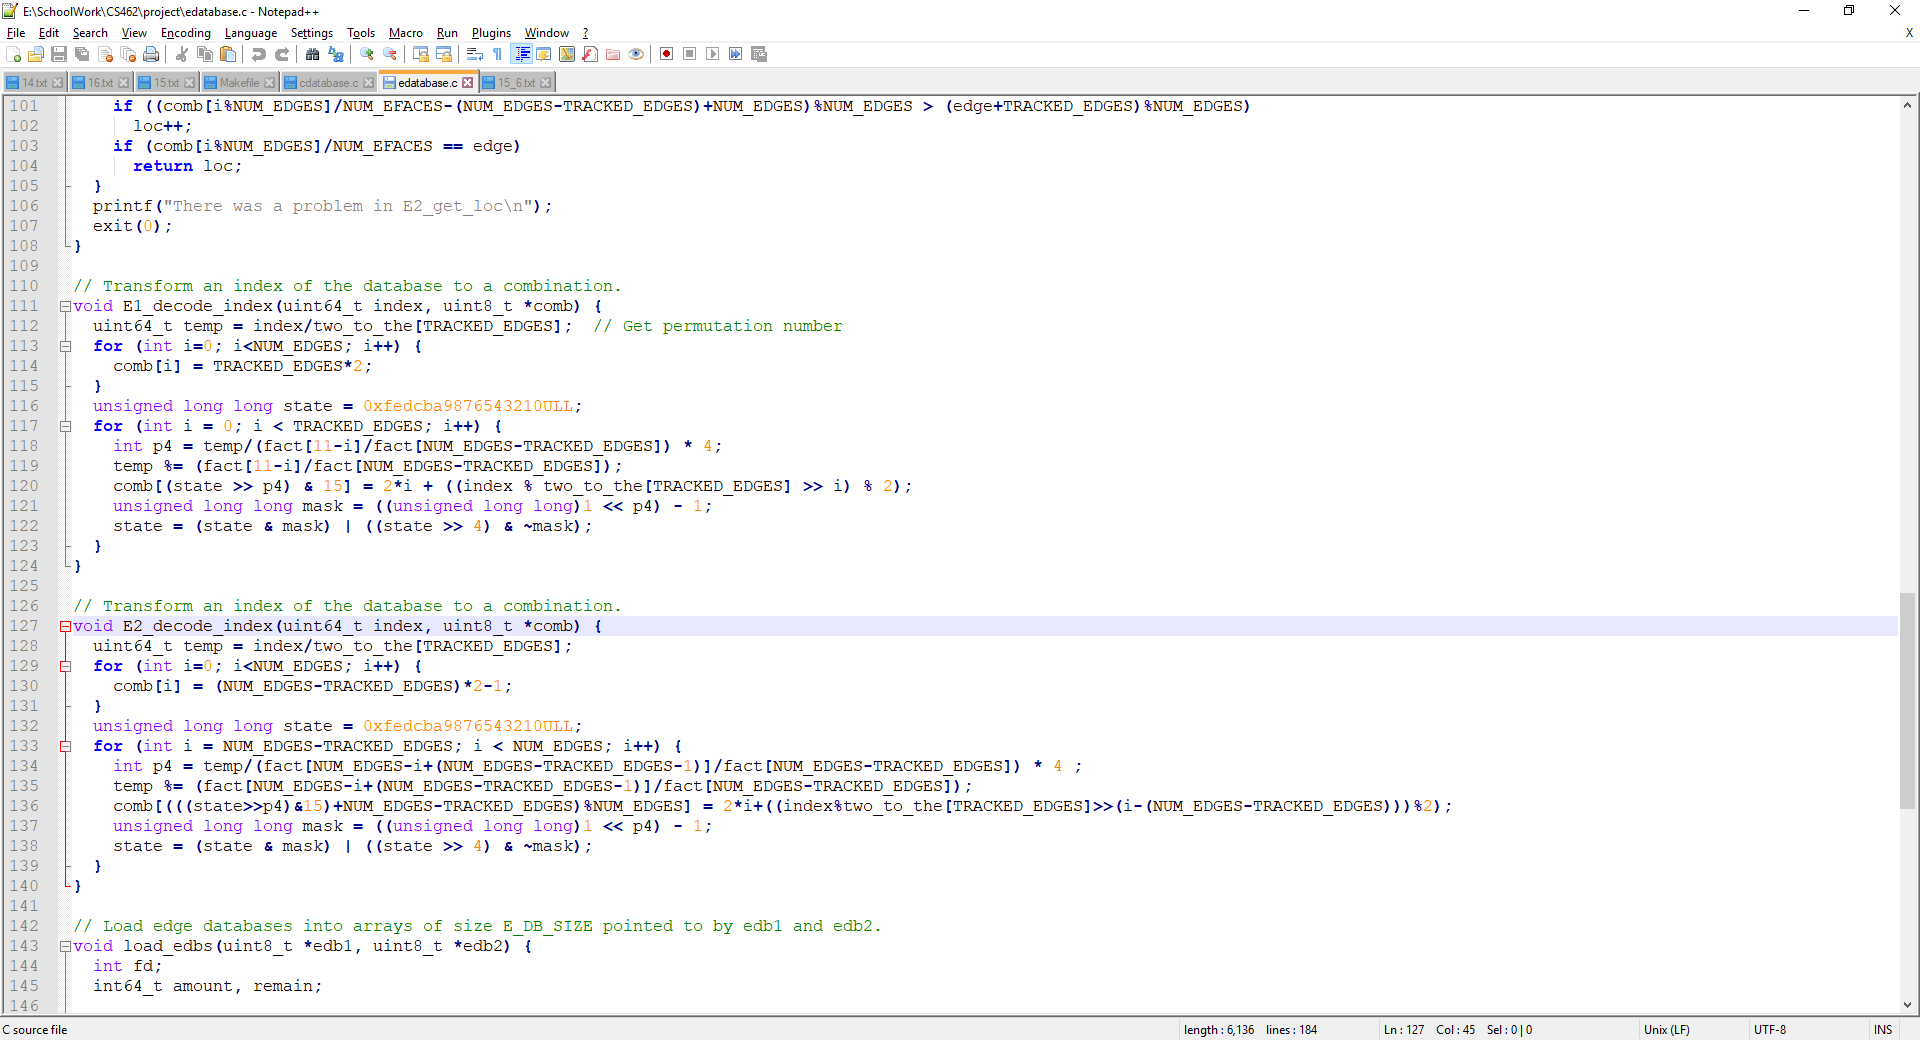 E:\SchoolWork\CS462\project\edatabase.c - Notepad++
File Edit Search View Encoding Language Settings Tools Macro Run Plugins Window ? X
14.txt 16.txt 15.txt Makefile cdatabase.c edatabase.c 15_6.txt
101 if ((comb[i%NUM_EDGES]/NUM_EFACES-(NUM_EDGES-TRACKED_EDGES)+NUM_EDGES)%NUM_EDGES > (edge+TRACKED_EDGES)%NUM_EDGES)
102 loc++;
103 if (comb[i%NUM_EDGES]/NUM_EFACES == edge)
104 return loc;
105 }
106 printf("There was a problem in E2_get_loc\n");
107 exit(0);
108 }
109
110 // Transform an index of the database to a combination.
111 void E1_decode_index(uint64_t index, uint8_t *comb) {
112 uint64_t temp = index/two_to_the[TRACKED_EDGES]; // Get permutation number
113 for (int i=0; i<NUM_EDGES; i++) {
114 comb[i] = TRACKED_EDGES*2;
115 }
116 unsigned long long state = 0xfedcba9876543210ULL;
117 for (int i = 0; i < TRACKED_EDGES; i++) {
118 int p4 = temp/(fact[11-i]/fact[NUM_EDGES-TRACKED_EDGES]) * 4;
119 temp %= (fact[11-i]/fact[NUM_EDGES-TRACKED_EDGES]);
120 comb[(state >> p4) & 15] = 2*i + ((index % two_to_the[TRACKED_EDGES] >> i) % 2);
121 unsigned long long mask = ((unsigned long long)1 << p4) - 1;
122 state = (state & mask) | ((state >> 4) & ~mask);
123 }
124 }
125
126 // Transform an index of the database to a combination.
127 void E2_decode_index(uint64_t index, uint8_t *comb) {
128 uint64_t temp = index/two_to_the[TRACKED_EDGES];
129 for (int i=0; i<NUM_EDGES; i++) {
130 comb[i] = (NUM_EDGES-TRACKED_EDGES)*2-1;
131 }
132 unsigned long long state = 0xfedcba9876543210ULL;
133 for (int i = NUM_EDGES-TRACKED_EDGES; i < NUM_EDGES; i++) {
134 int p4 = temp/(fact[NUM_EDGES-i+(NUM_EDGES-TRACKED_EDGES-1)]/fact[NUM_EDGES-TRACKED_EDGES]) * 4 ;
135 temp %= (fact[NUM_EDGES-i+(NUM_EDGES-TRACKED_EDGES-1)]/fact[NUM_EDGES-TRACKED_EDGES]);
136 comb[(((state>>p4)&15)+NUM_EDGES-TRACKED_EDGES)%NUM_EDGES] = 2*i+((index%two_to_the[TRACKED_EDGES]>>(i-(NUM_EDGES-TRACKED_EDGES)))%2);
137 unsigned long long mask = ((unsigned long long)1 << p4) - 1;
138 state = (state & mask) | ((state >> 4) & ~mask);
139 }
140 }
141
142 // Load edge databases into arrays of size E_DB_SIZE pointed to by edb1 and edb2.
143 void load_edbs(uint8_t *edb1, uint8_t *edb2) {
144 int fd;
145 int64_t amount, remain;
146
C source file length : 6,136 lines : 184 Ln : 127 Col : 45 Sel : 0 | 0 Unix (LF) UTF-8 INS